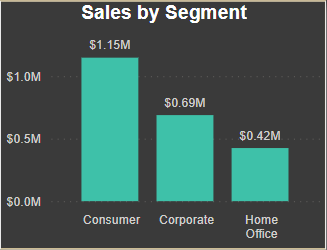 Sales by Segment
$1.15M
$1.0M
$0.69M
$0.5M
$0.42M
$0.0M
Consumer
Corporate
Home
Office